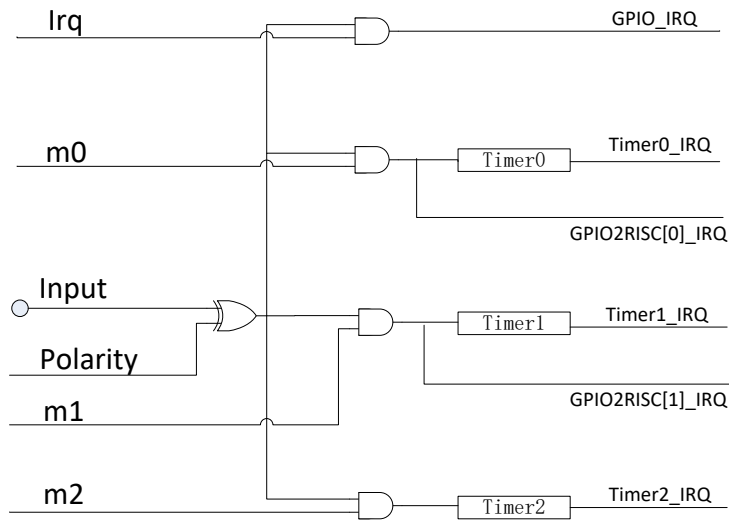 Irq
GPIO_IRQ
m0
Timer0
Timer0_IRQ
GPIO2RISC[0]_IRQ
Input
Timer1
Timer1_IRQ
Polarity
GPIO2RISC[1]_IRQ
m1
m2
Timer2
Timer2_IRQ